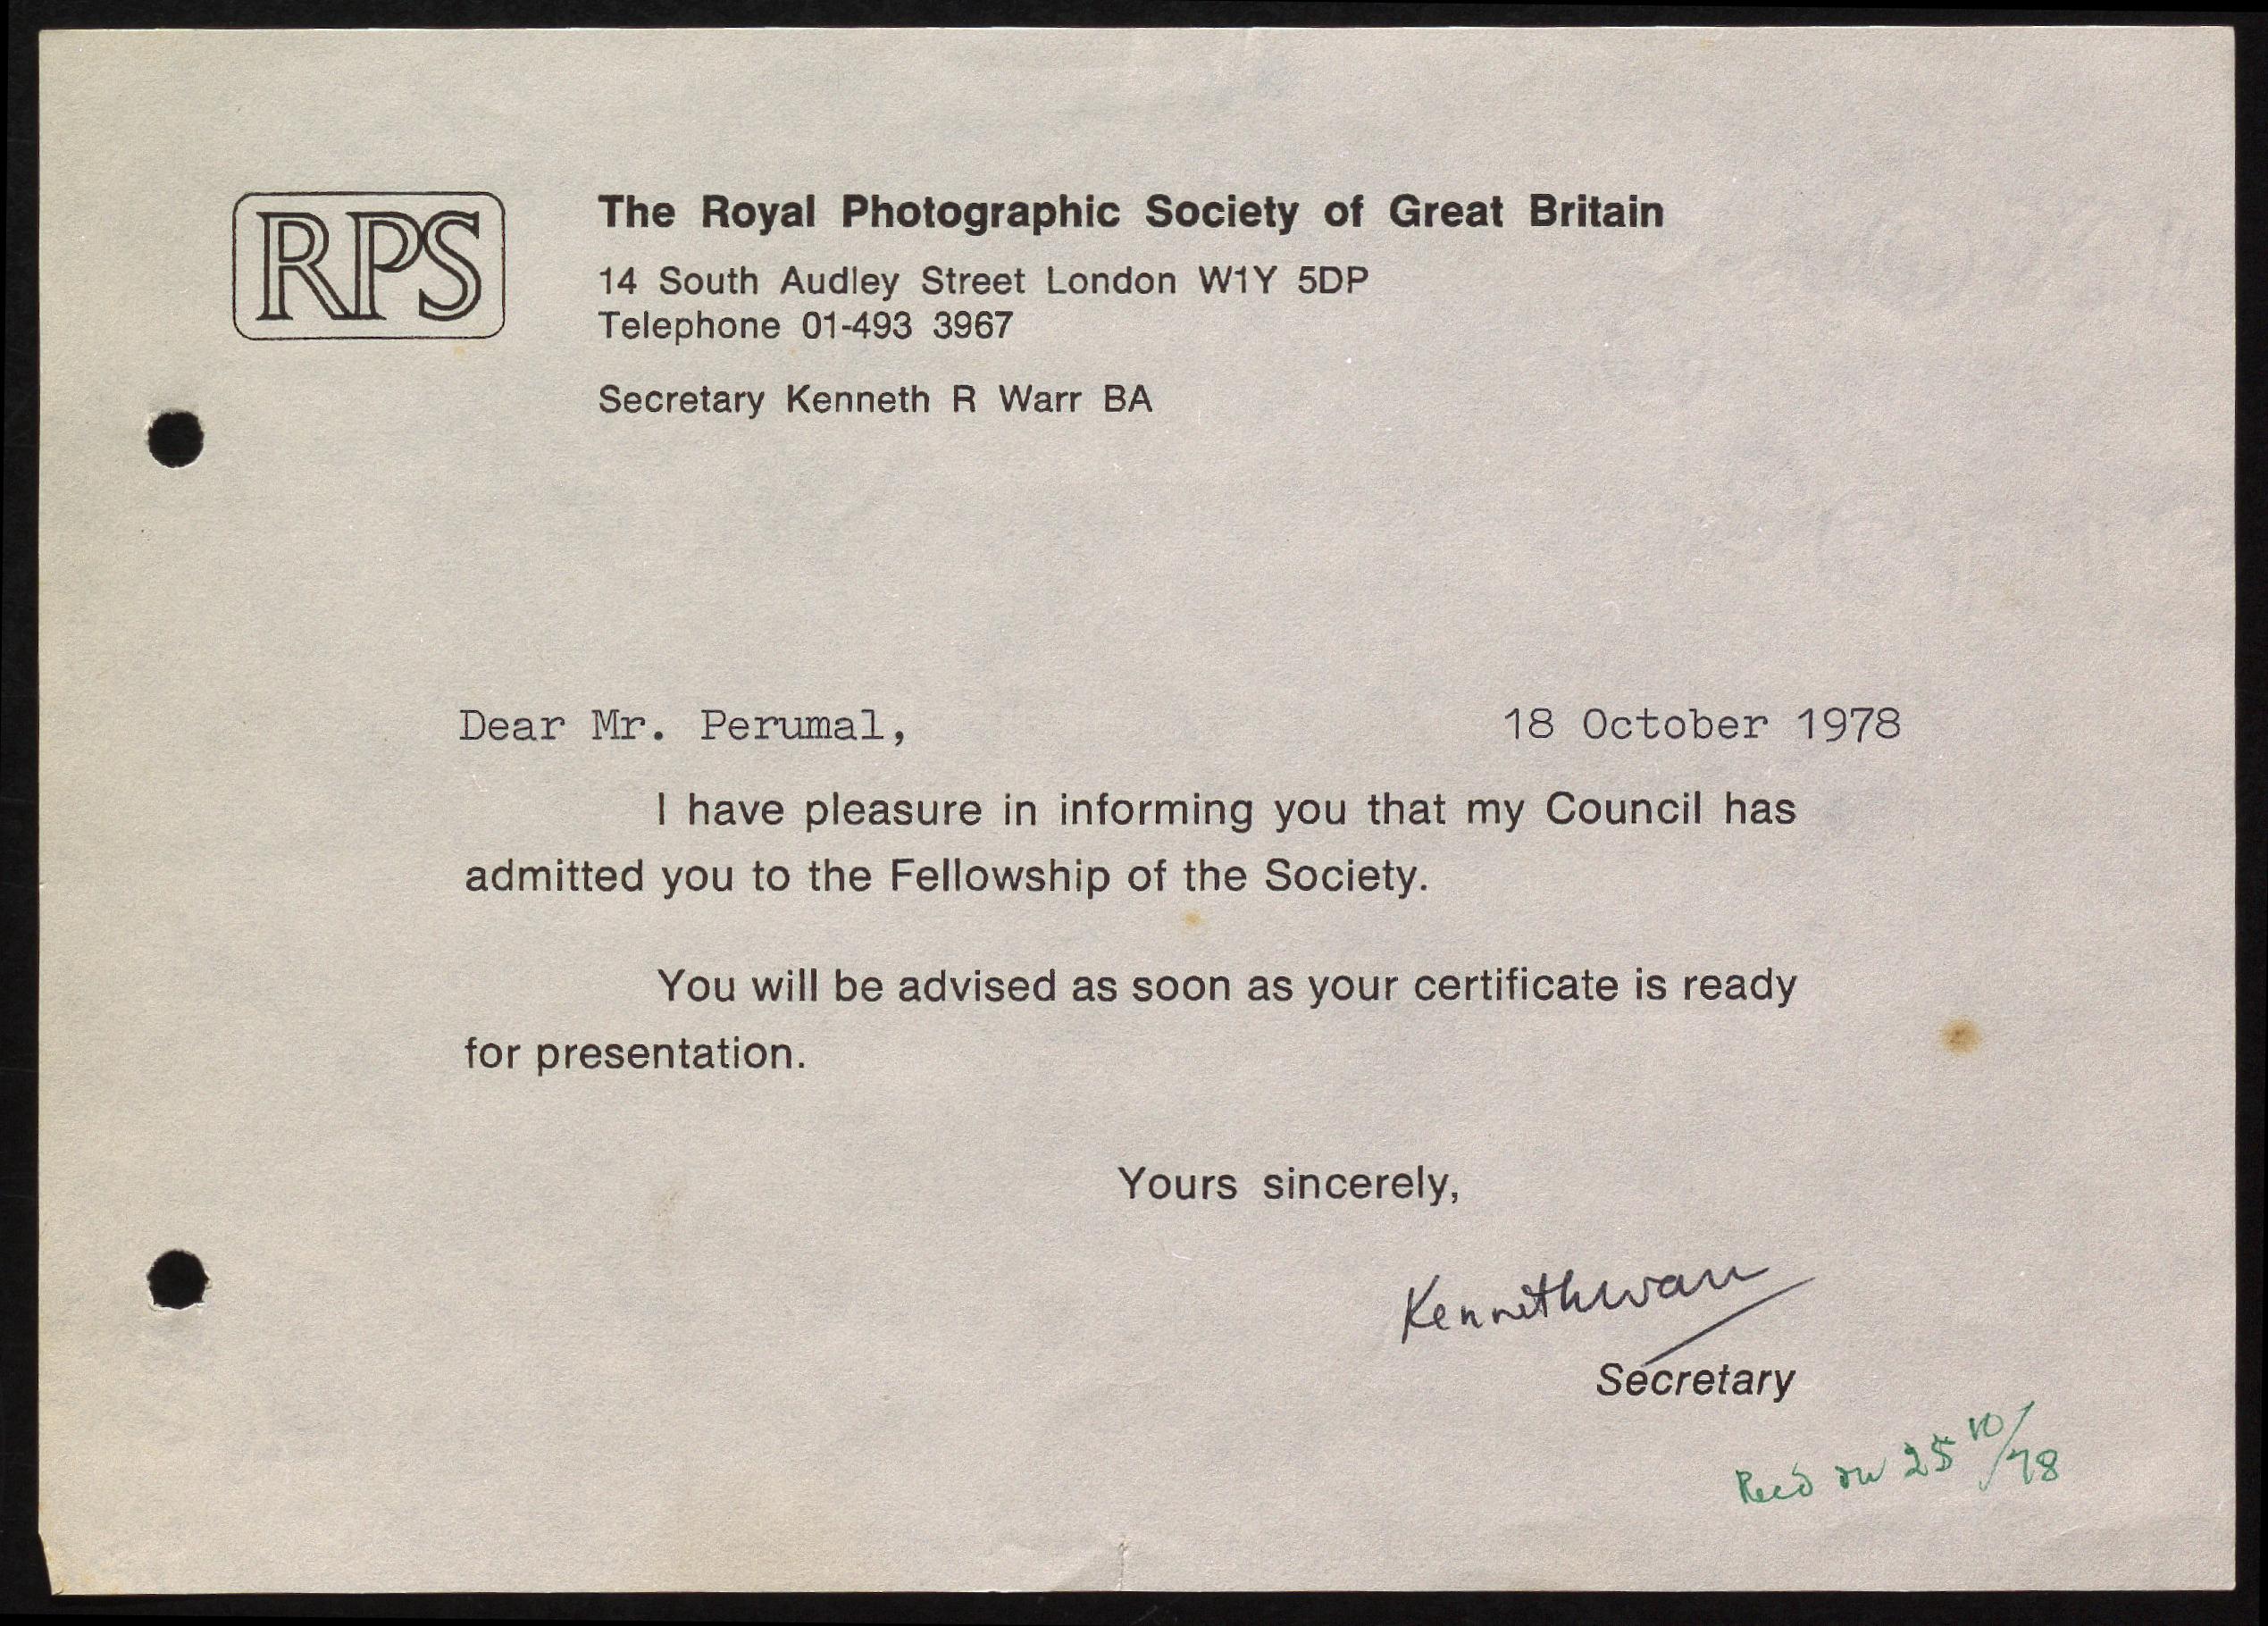 RPS
The Royal Photographic Society of Great Britain
14 South Audley Street London W1Y 5DP
Telephone 01-493 3967
Secretary Kenneth R Warr BA
Dear Mr. Perumal, 18 October 1978
I have pleasure in informing you that my Council has
admitted you to the Fellowship of the Society.
You will be advised as soon as your certificate is ready
for presentation.
Yours sincerely,
Kenneth Warr
Secretary
Recd on 25 10/78